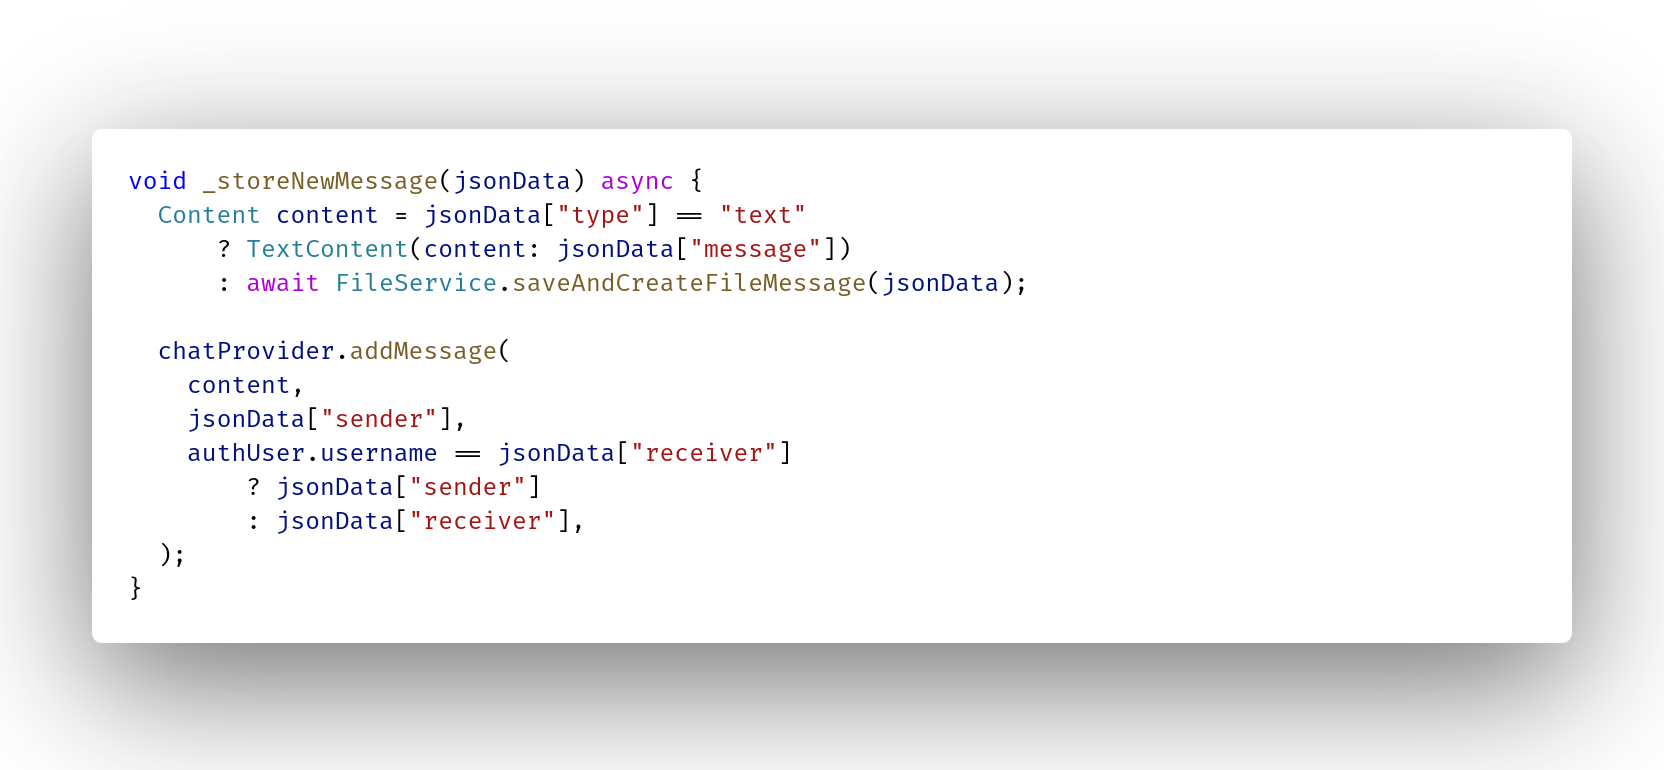 void _storeNewMessage(jsonData) async {
  Content content = jsonData["type"] == "text"
      ? TextContent(content: jsonData["message"])
      : await FileService.saveAndCreateFileMessage(jsonData);

  chatProvider.addMessage(
    content,
    jsonData["sender"],
    authUser.username == jsonData["receiver"]
        ? jsonData["sender"]
        : jsonData["receiver"],
  );
}